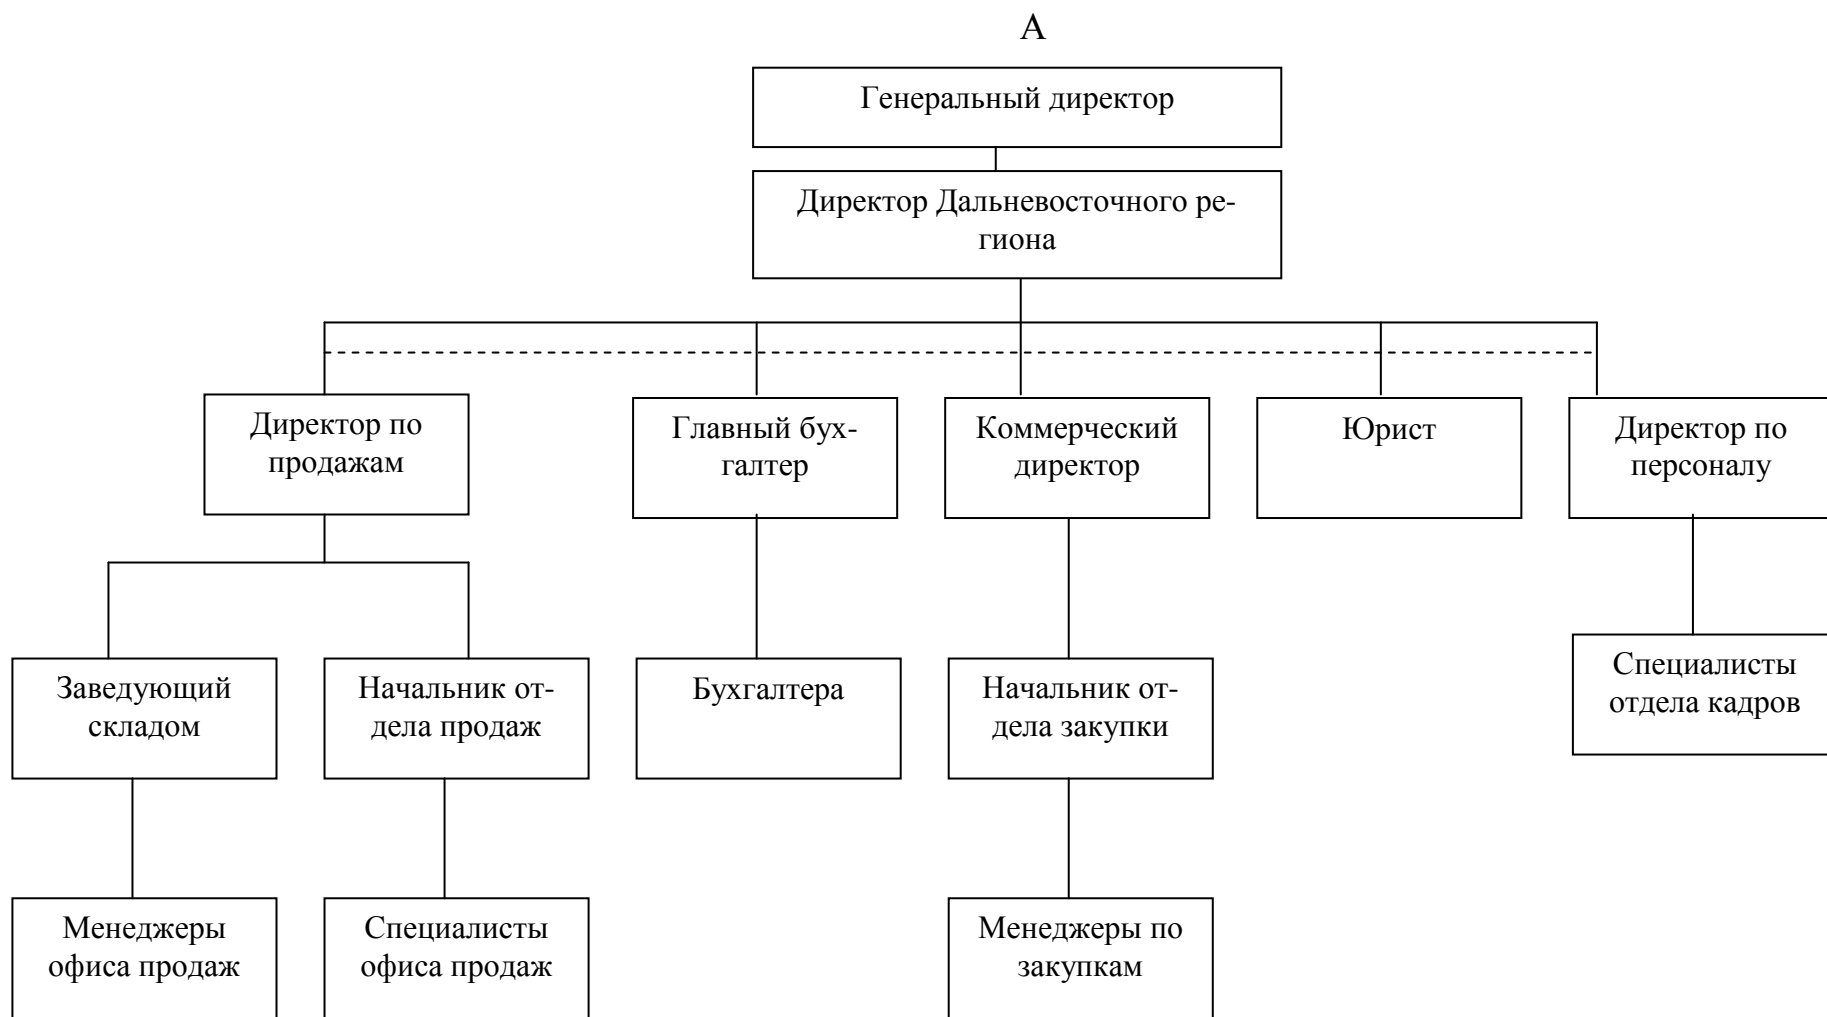 А
Генеральный директор
Директор Дальневосточного ре-
гиона
Директор по
продажам
Главный бух-
галтер
Коммерческий
директор
Юрист
Директор по
персоналу
Заведующий
складом
Начальник от-
дела продаж
Бухгалтера
Начальник от-
дела закупки
Специалисты
отдела кадров
Менеджеры
офиса продаж
Специалисты
офиса продаж
Менеджеры по
закупкам